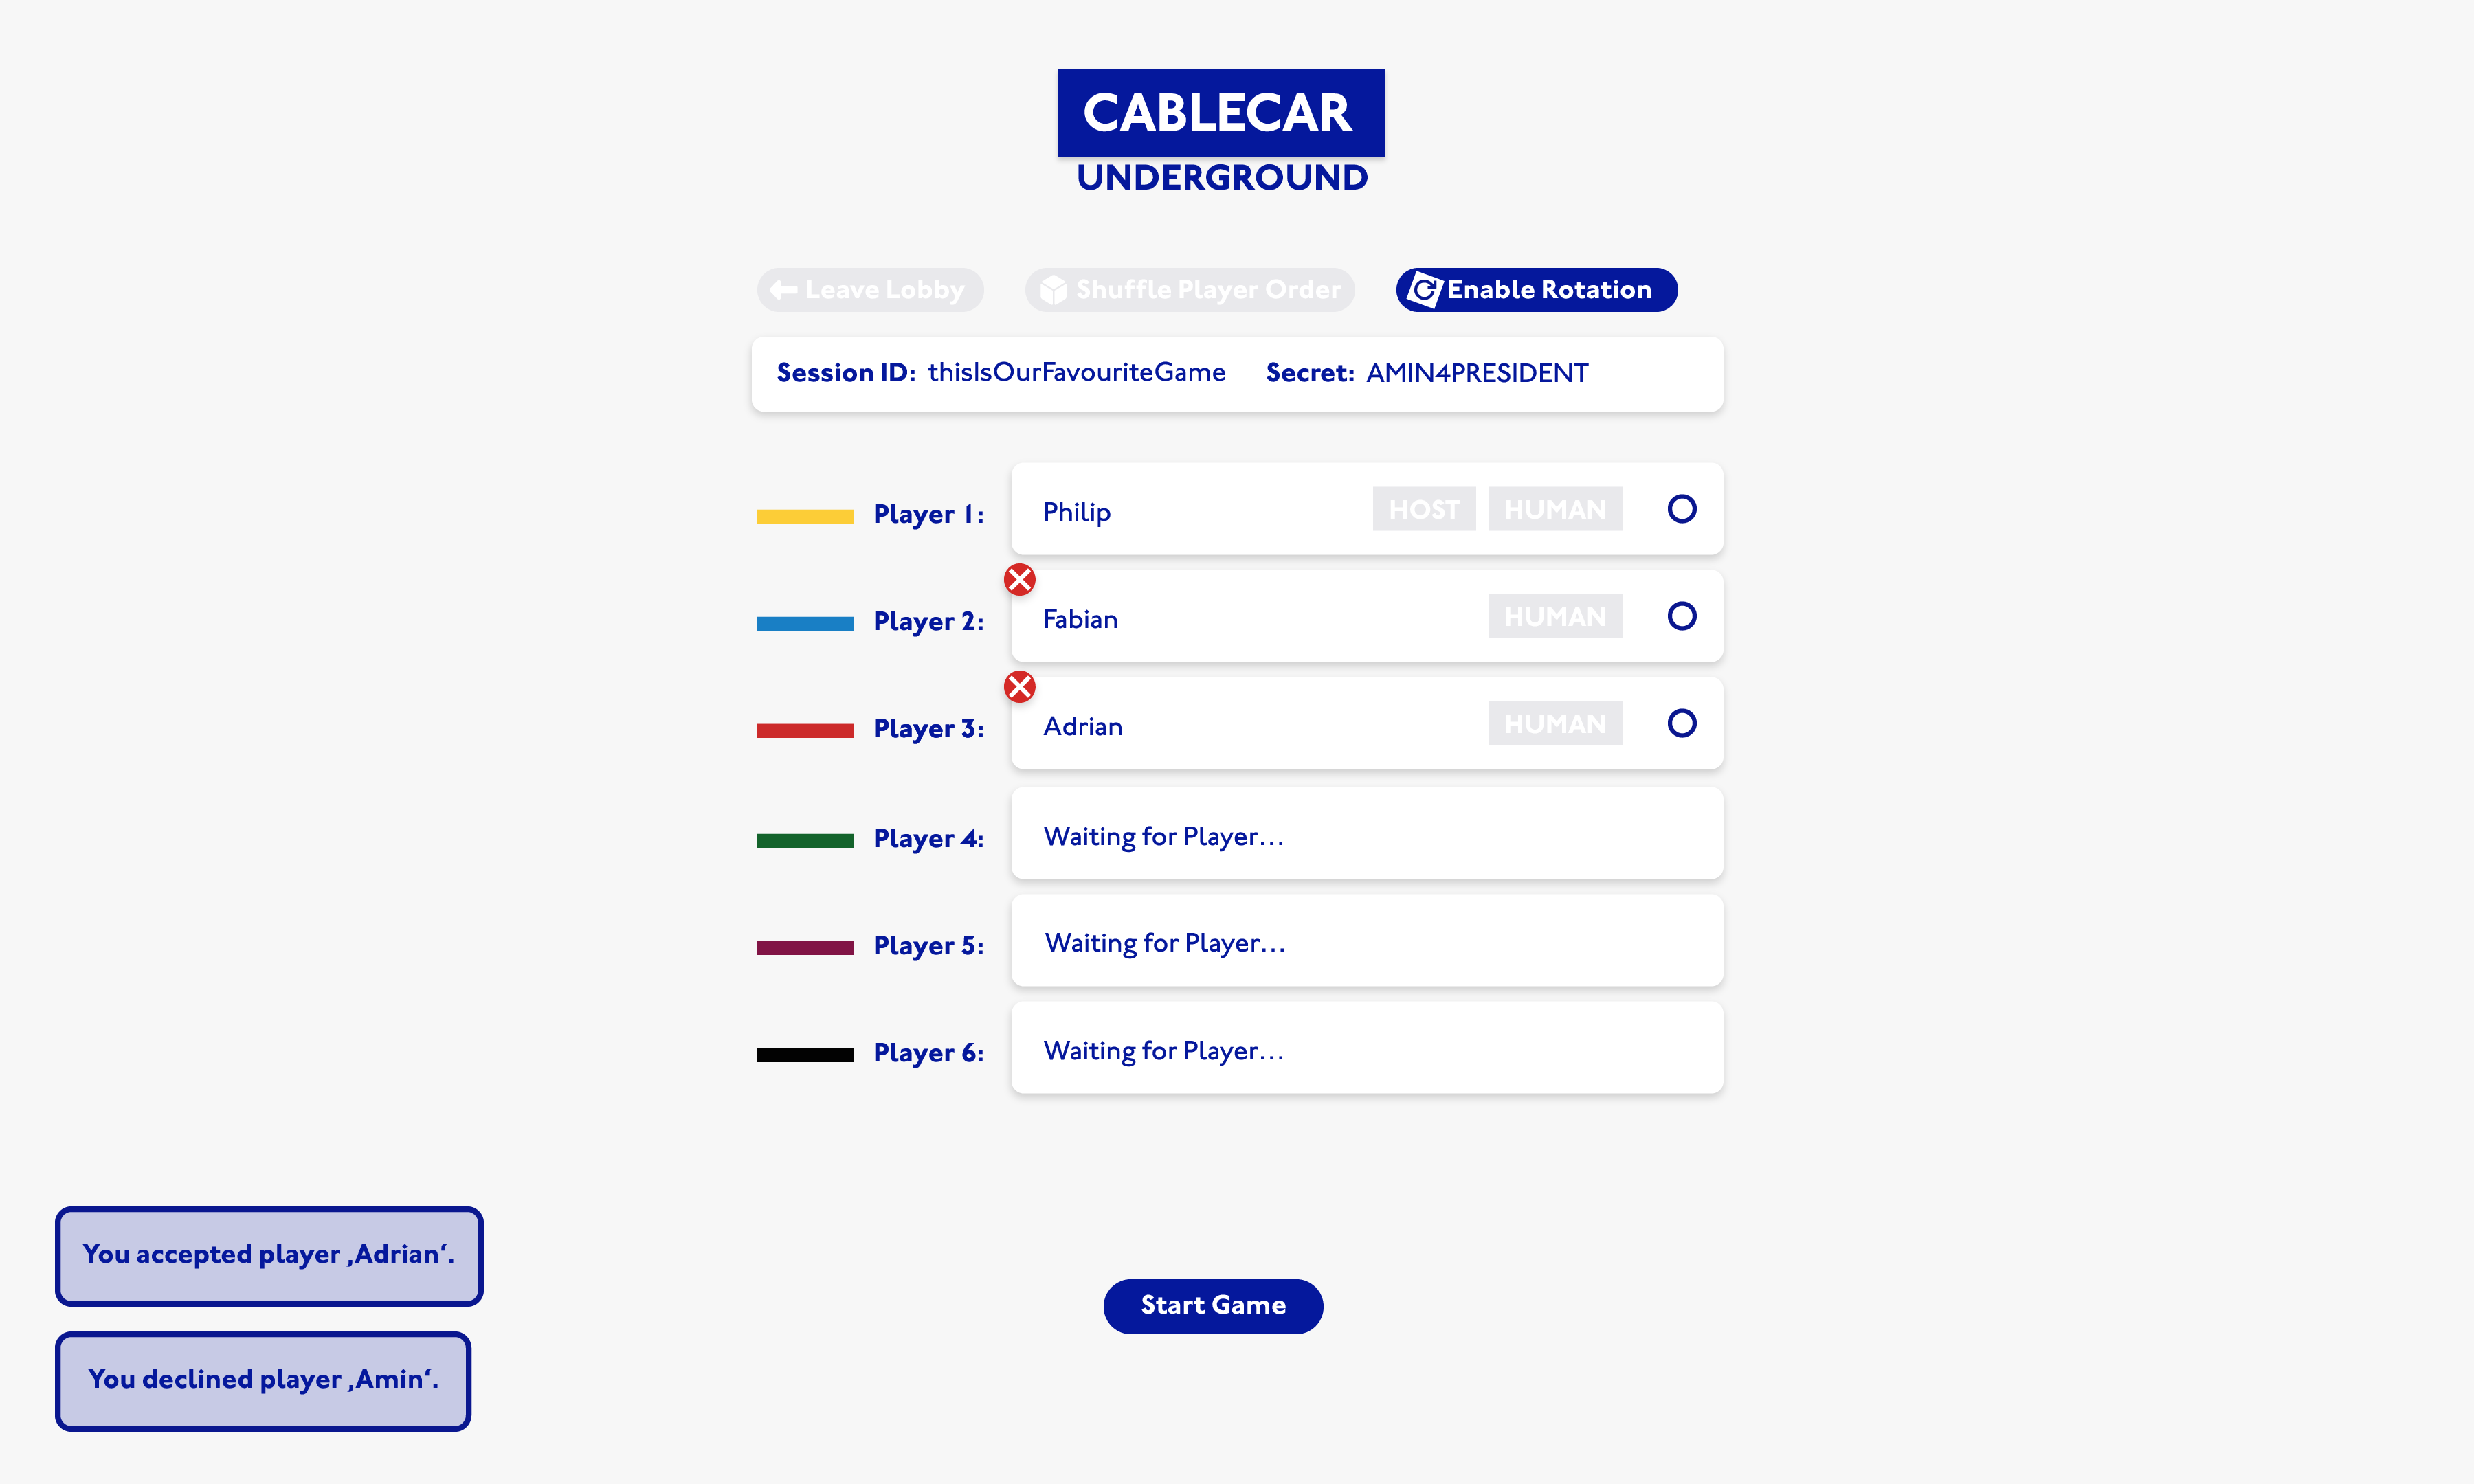 CABLECAR
UNDERGROUND
Leave Lobby
Shuffle Player Order
Enable Rotation
Session ID: thisIsOurFavouriteGame Secret: AMIN4PRESIDENT
Player 1: Philip HOST HUMAN
Player 2: Fabian HUMAN
Player 3: Adrian HUMAN
Player 4: Waiting for Player...
Player 5: Waiting for Player...
Player 6: Waiting for Player...
You accepted player ‚Adrian‘.
Start Game
You declined player ‚Amin‘.